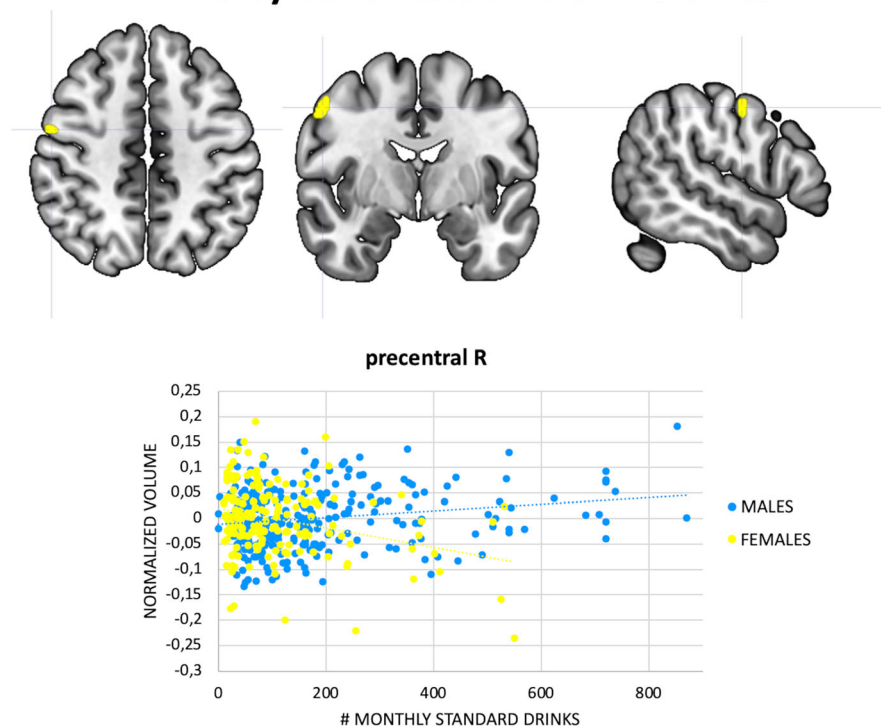 precentral R
0,25
0,2
0,15
0,1
0,05
0
-0,05
-0,1
-0,15
-0,2
-0,25
-0,3
NORMALIZED VOLUME
0 200 400 600 800
# MONTHLY STANDARD DRINKS
MALES
FEMALES